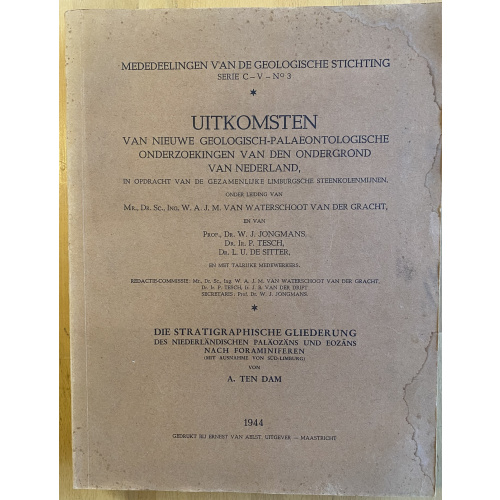 MEDEDEELINGEN VAN DE GEOLOGISCHE STICHTING
SERIE C – V – Nº 3
*
UITKOMSTEN
VAN NIEUWE GEOLOGISCH-PALAEONTOLOGISCHE
ONDERZOEKINGEN VAN DEN ONDERGROND
VAN NEDERLAND,
IN OPDRACHT VAN DE GEZAMENLIJKE LIMBURGSCHE STEENKOLENMIJNEN,
ONDER LEIDING VAN
MR., DR. SC., ING. W. A. J. M. VAN WATERSCHOOT VAN DER GRACHT,
EN VAN
PROF., DR. W. J. JONGMANS,
DR. IR. P. TESCH,
DR. L. U. DE SITTER,
EN MET TALRIJKE MEDEWERKERS.
REDACTIE-COMMISSIE: MR., DR. SC., ING. W. A. J. M. VAN WATERSCHOOT VAN DER GRACHT,
DR. IR. P. TESCH, IR. J. B. VAN DER DRIFT
SECRETARIS: PROF. DR. W. J. JONGMANS.
*
DIE STRATIGRAPHISCHE GLIEDERUNG
DES NIEDERLÄNDISCHEN PALÄOZÄNS UND EOZÄNS
NACH FORAMINIFEREN
(MIT AUSNAHME VON SÜD-LIMBURG)
VON
A. TEN DAM
1944
GEDRUKT BIJ ERNEST VAN AELST, UITGEVER – MAASTRICHT